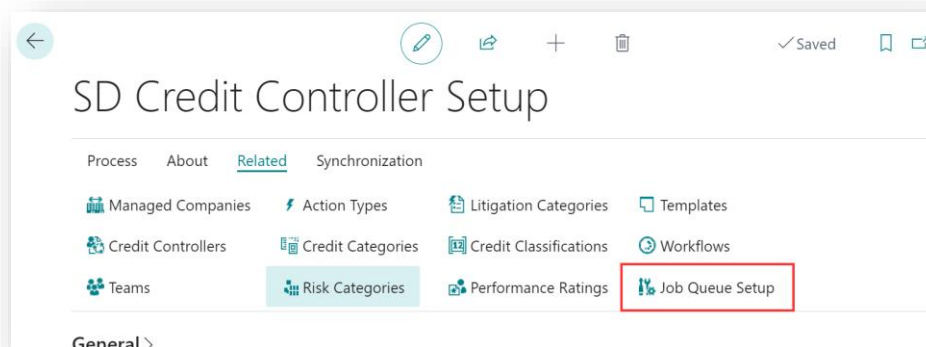 Saved
SD Credit Controller Setup
Process About Related Synchronization
Managed Companies Action Types Litigation Categories Templates
Credit Controllers Credit Categories 12 Credit Classifications Workflows
Teams Risk Categories Performance Ratings Job Queue Setup
General